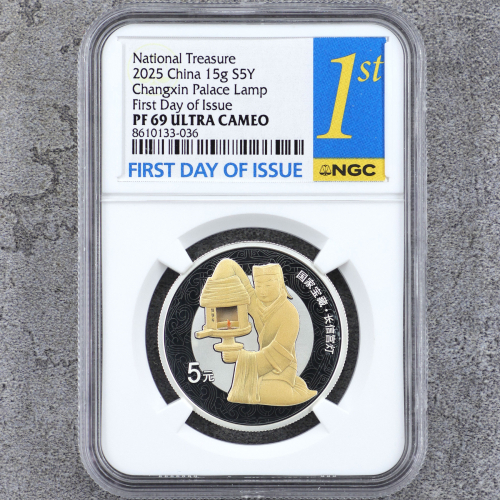 National Treasure
2025 China 15g S5Y
Changxin Palace Lamp
First Day of Issue
PF 69 ULTRA CAMEO
8610133-036
FIRST DAY OF ISSUE
1st
NGC
国家宝藏·长信宫灯
5元